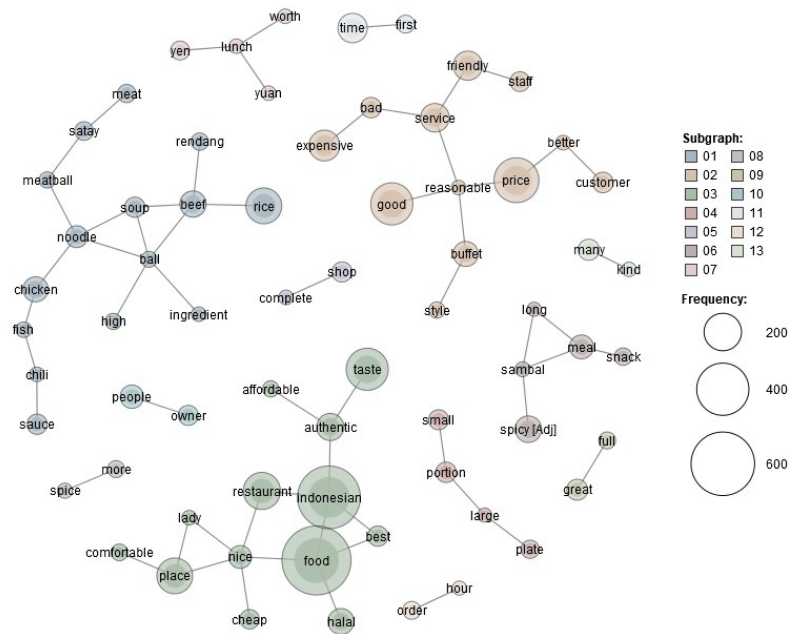 worth
time
first
yen
lunch
yuan
friendly
staff
meat
bad
service
satay
rendang
expensive
better
meatball
reasonable
price
customer
soup
beef
rice
good
noodle
ball
buffet
many
kind
shop
chicken
complete
style
long
high
ingredient
fish
meal
snack
sambal
chili
taste
people
affordable
owner
sauce
authentic
small
spicy [Adj]
full
more
portion
spice
restaurant
indonesian
great
lady
large
best
comfortable
nice
food
plate
place
hour
order
cheap
halal
Subgraph:
01 08
02 09
03 10
04 11
05 12
06 13
07
Frequency:
200
400
600